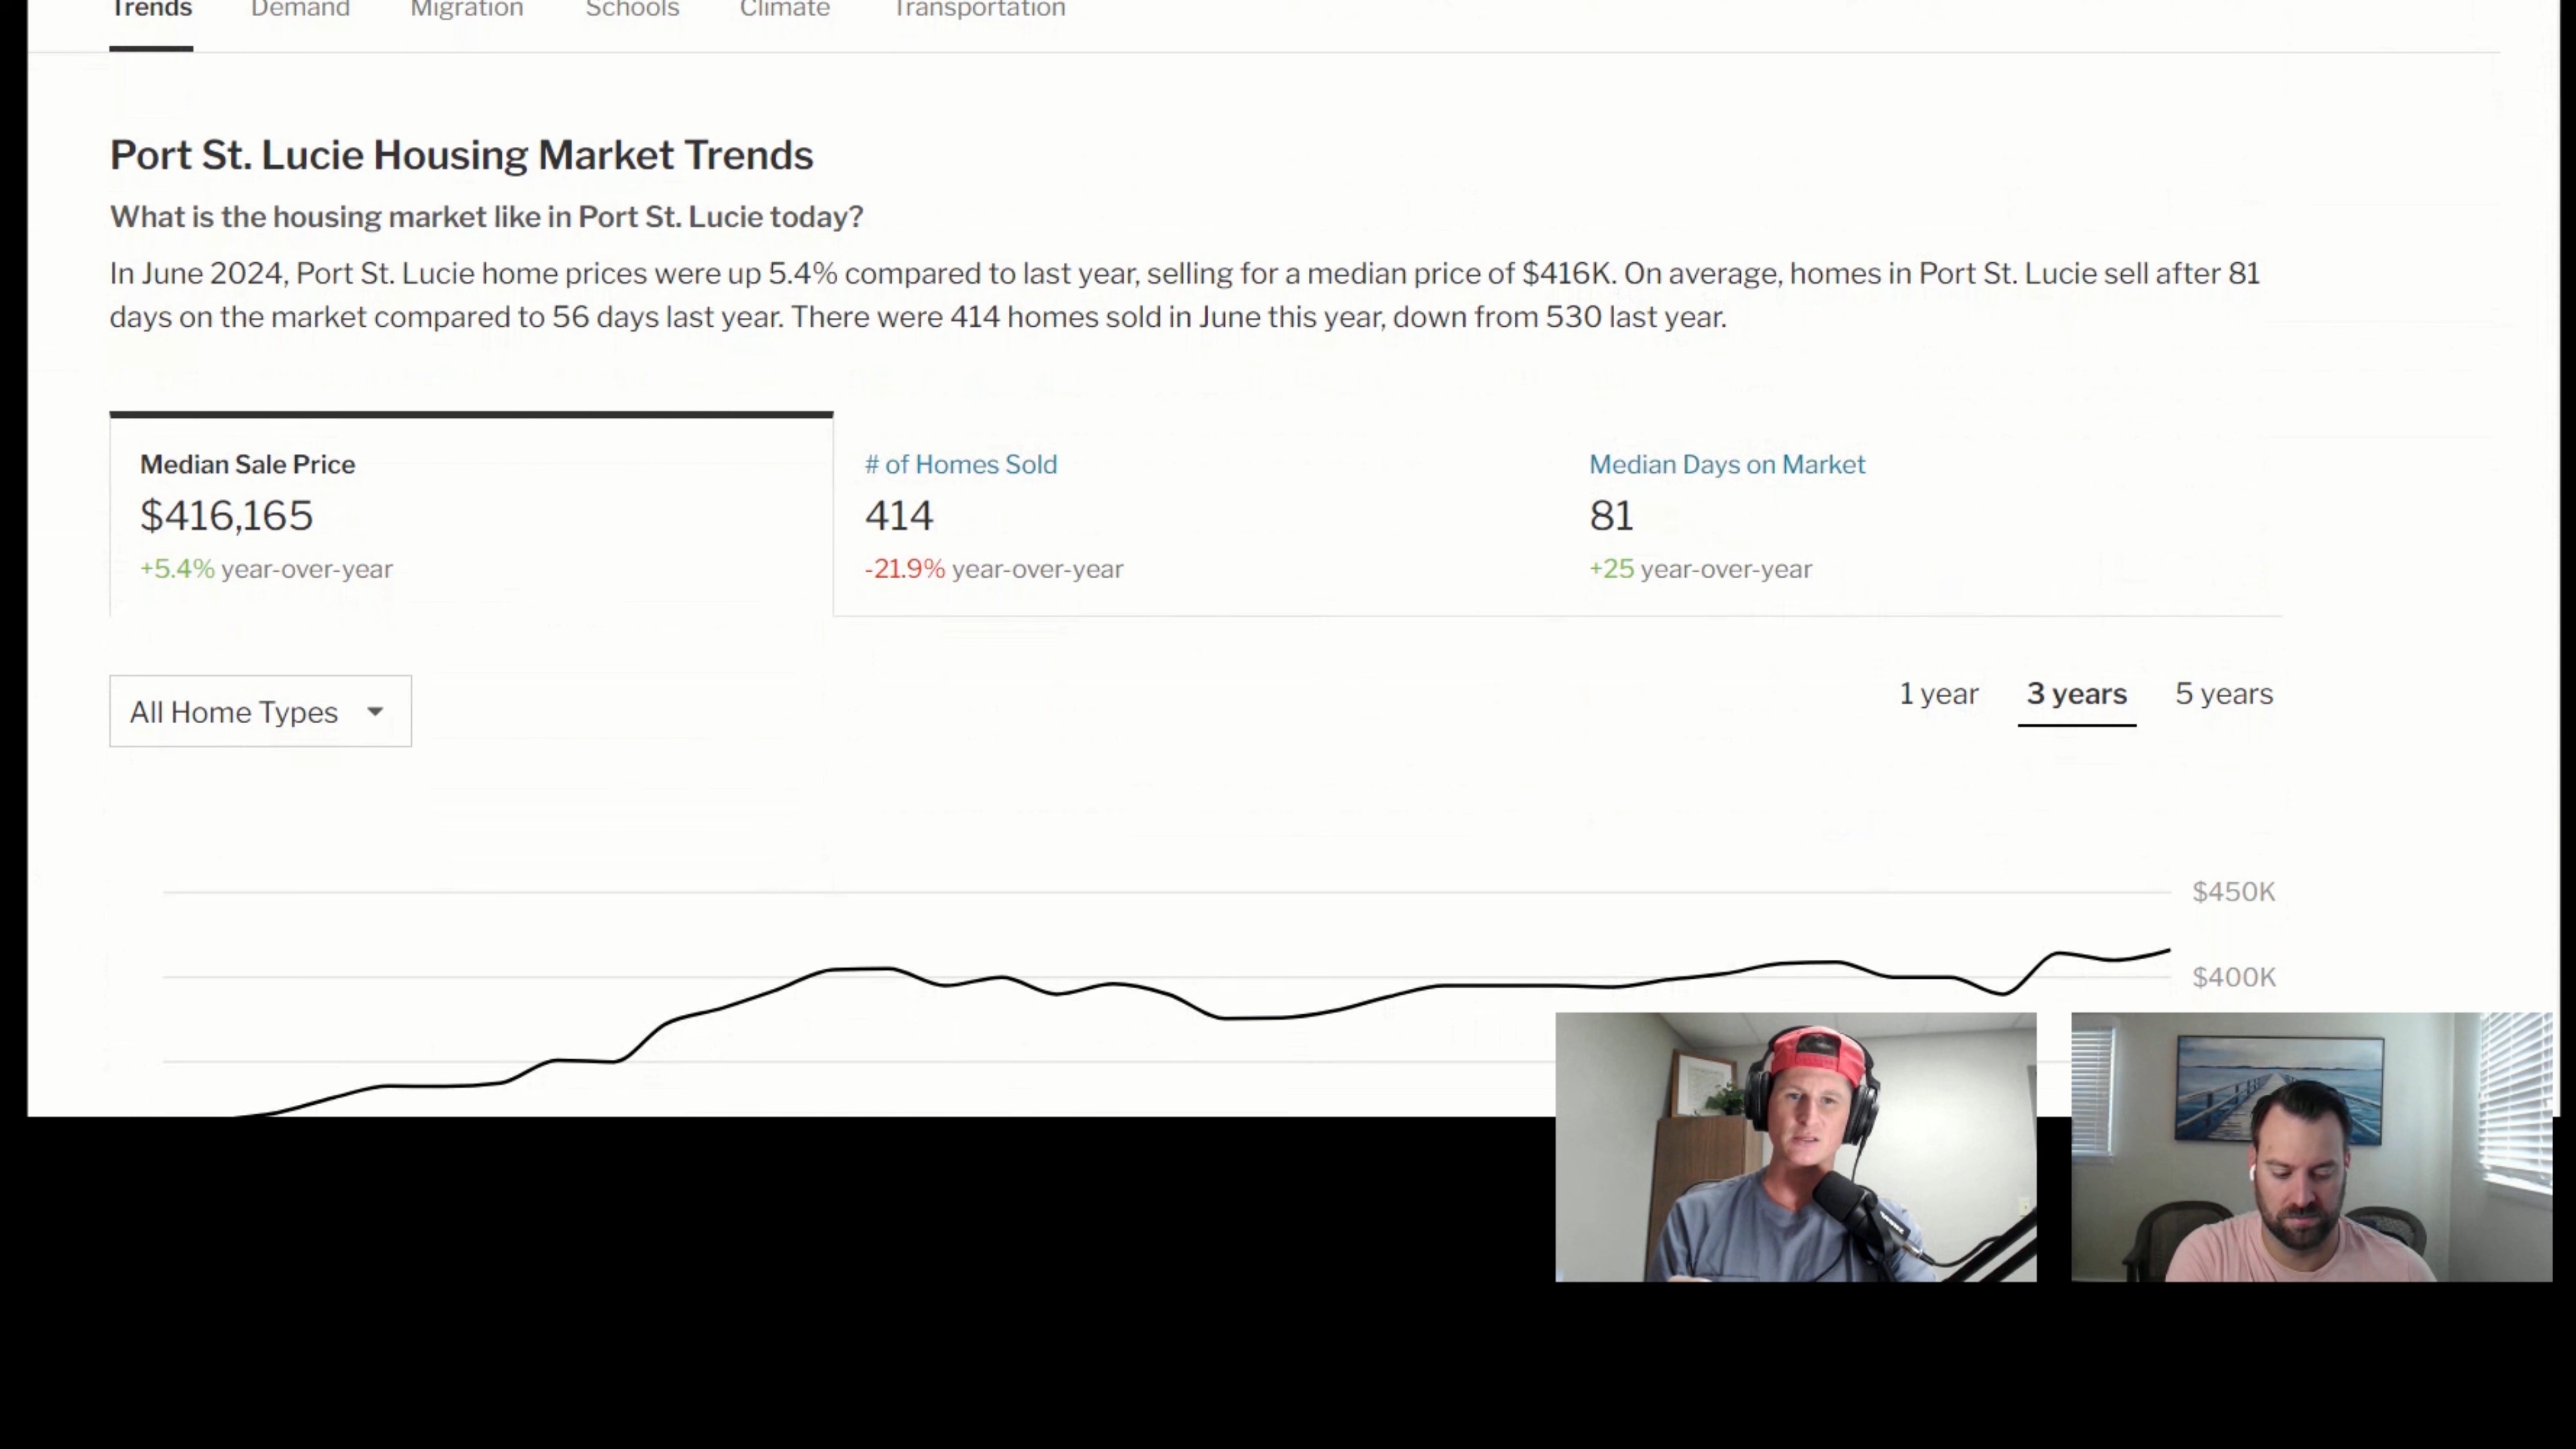 Trends Demand Migration Schools Climate Transportation
Port St. Lucie Housing Market Trends
What is the housing market like in Port St. Lucie today?
In June 2024, Port St. Lucie home prices were up 5.4% compared to last year, selling for a median price of $416K. On average, homes in Port St. Lucie sell after 81
days on the market compared to 56 days last year. There were 414 homes sold in June this year, down from 530 last year.
Median Sale Price
$416,165
+5.4% year-over-year
# of Homes Sold
414
-21.9% year-over-year
Median Days on Market
81
+25 year-over-year
All Home Types
1 year 3 years 5 years
$450K
$400K